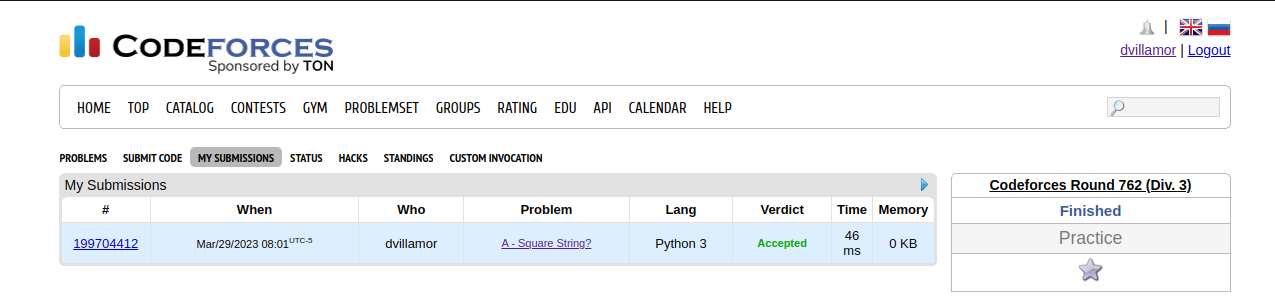 CODEFORCES
Sponsored by TON
dvillamor | Logout
HOME TOP CATALOG CONTESTS GYM PROBLEMSET GROUPS RATING EDU API CALENDAR HELP
PROBLEMS SUBMIT CODE MY SUBMISSIONS STATUS HACKS STANDINGS CUSTOM INVOCATION
My Submissions
# When Who Problem Lang Verdict Time Memory
199704412 Mar/29/2023 08:01UTC-5 dvillamor A - Square String? Python 3 Accepted 46 ms 0 KB
Codeforces Round 762 (Div. 3)
Finished
Practice